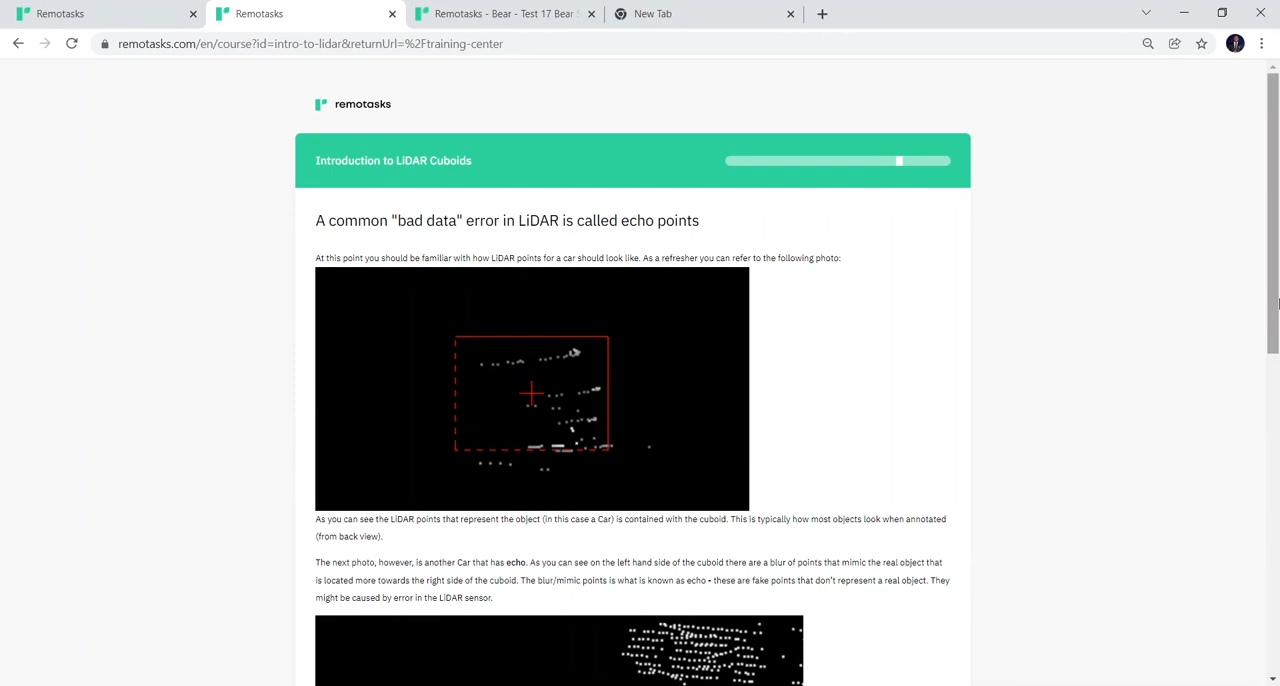 Remotasks
Remotasks
Remotasks - Bear - Test 17 Bear
New Tab
remotasks.com/en/course?id=intro-to-lidar&returnUrl=%2Ftraining-center
remotasks
Introduction to LiDAR Cuboids
A common "bad data" error in LiDAR is called echo points
At this point you should be familiar with how LiDAR points for a car should look like. As a refresher you can refer to the following photo:
As you can see the LiDAR points that represent the object (in this case a Car) is contained with the cuboid. This is typically how most objects look when annotated
(from back view).
The next photo, however, is another Car that has echo. As you can see on the left hand side of the cuboid there are a blur of points that mimic the real object that
is located more towards the right side of the cuboid. The blur/mimic points is what is known as echo - these are fake points that don't represent a real object. They
might be caused by error in the LiDAR sensor.